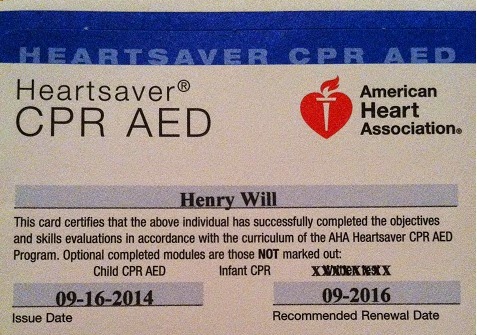 HEARTSAVER CPR AED
Heartsaver®
CPR AED
American
Heart
Association®
Henry Will
This card certifies that the above individual has successfully completed the objectives
and skills evaluations in accordance with the curriculum of the AHA Heartsaver CPR AED
Program. Optional completed modules are those NOT marked out:
Child CPR AED Infant CPR
09-16-2014 09-2016
Issue Date Recommended Renewal Date